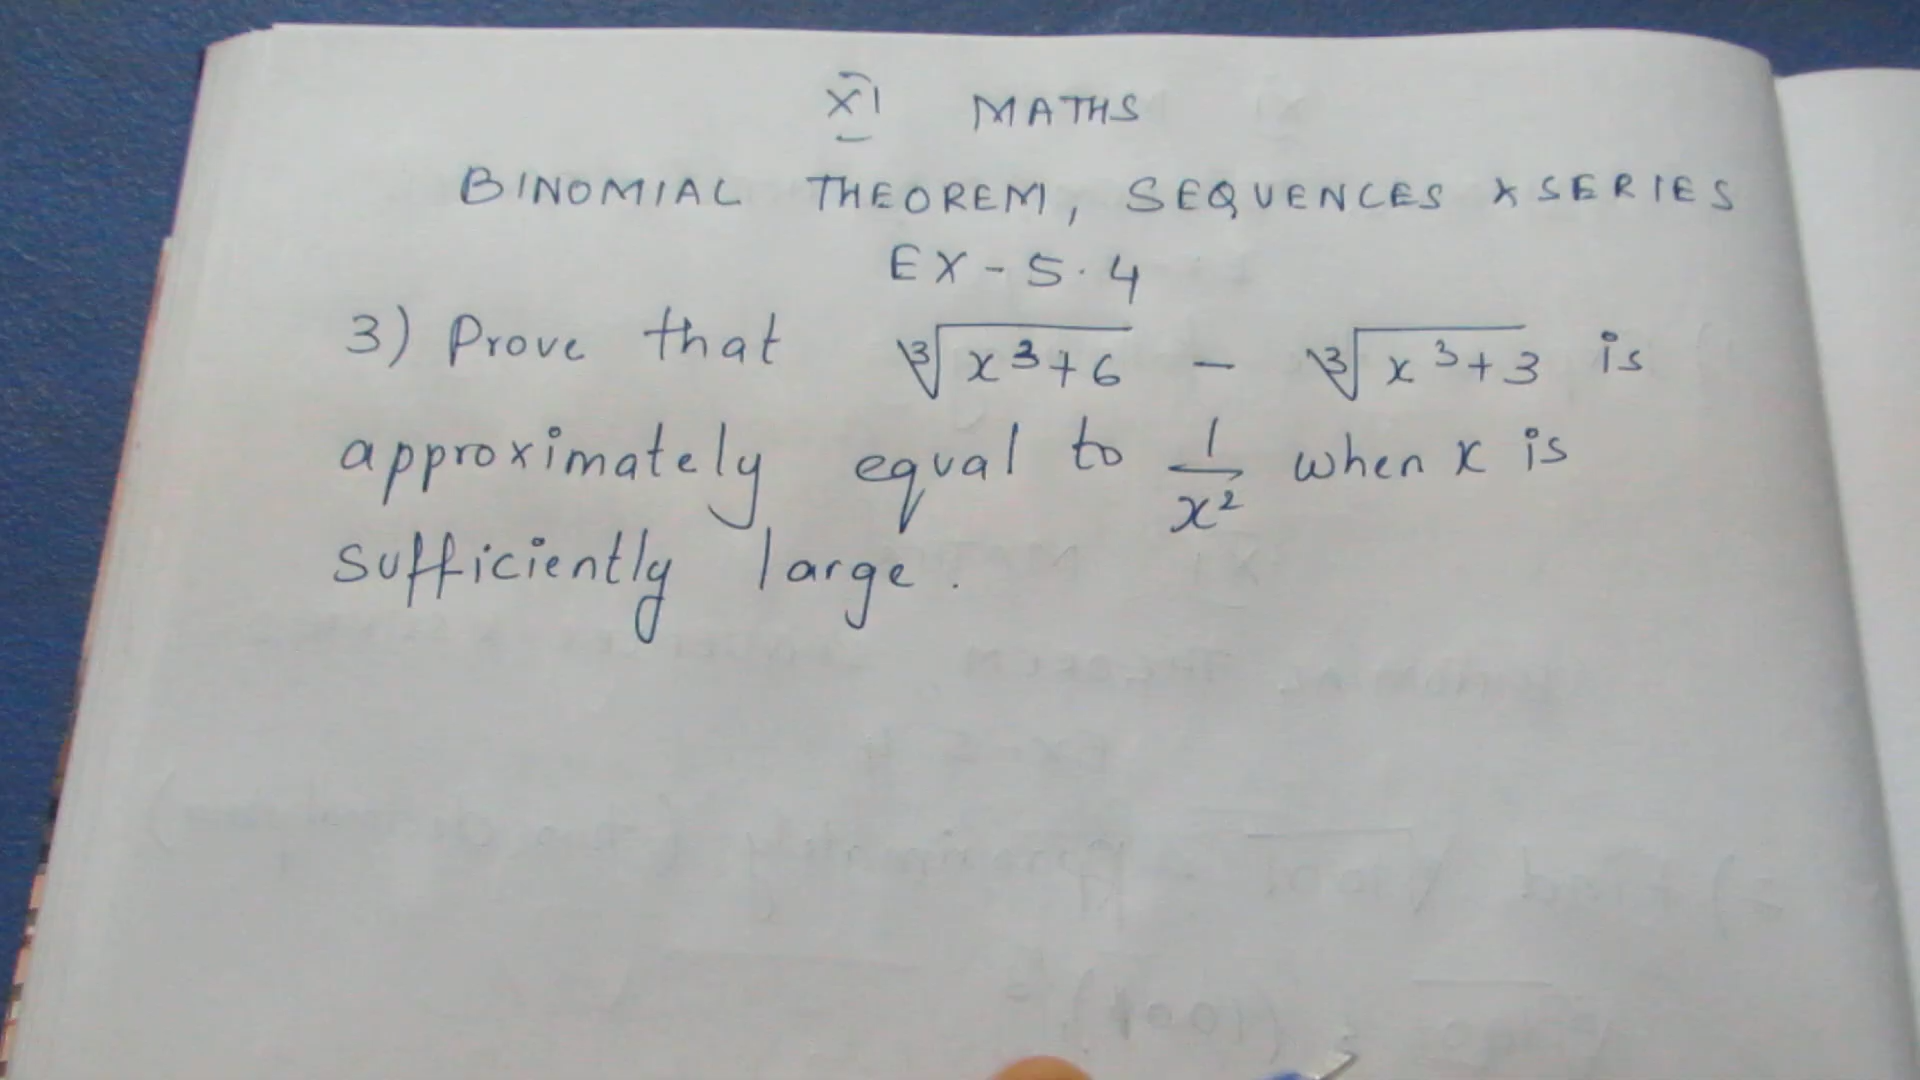 XI MATHS
BINOMIAL THEOREM, SEQUENCES & SERIES
EX - 5.4
3) Prove that ∛(x³+6) - ∛(x³+3) is
approximately equal to 1/x² when x is
sufficiently large.